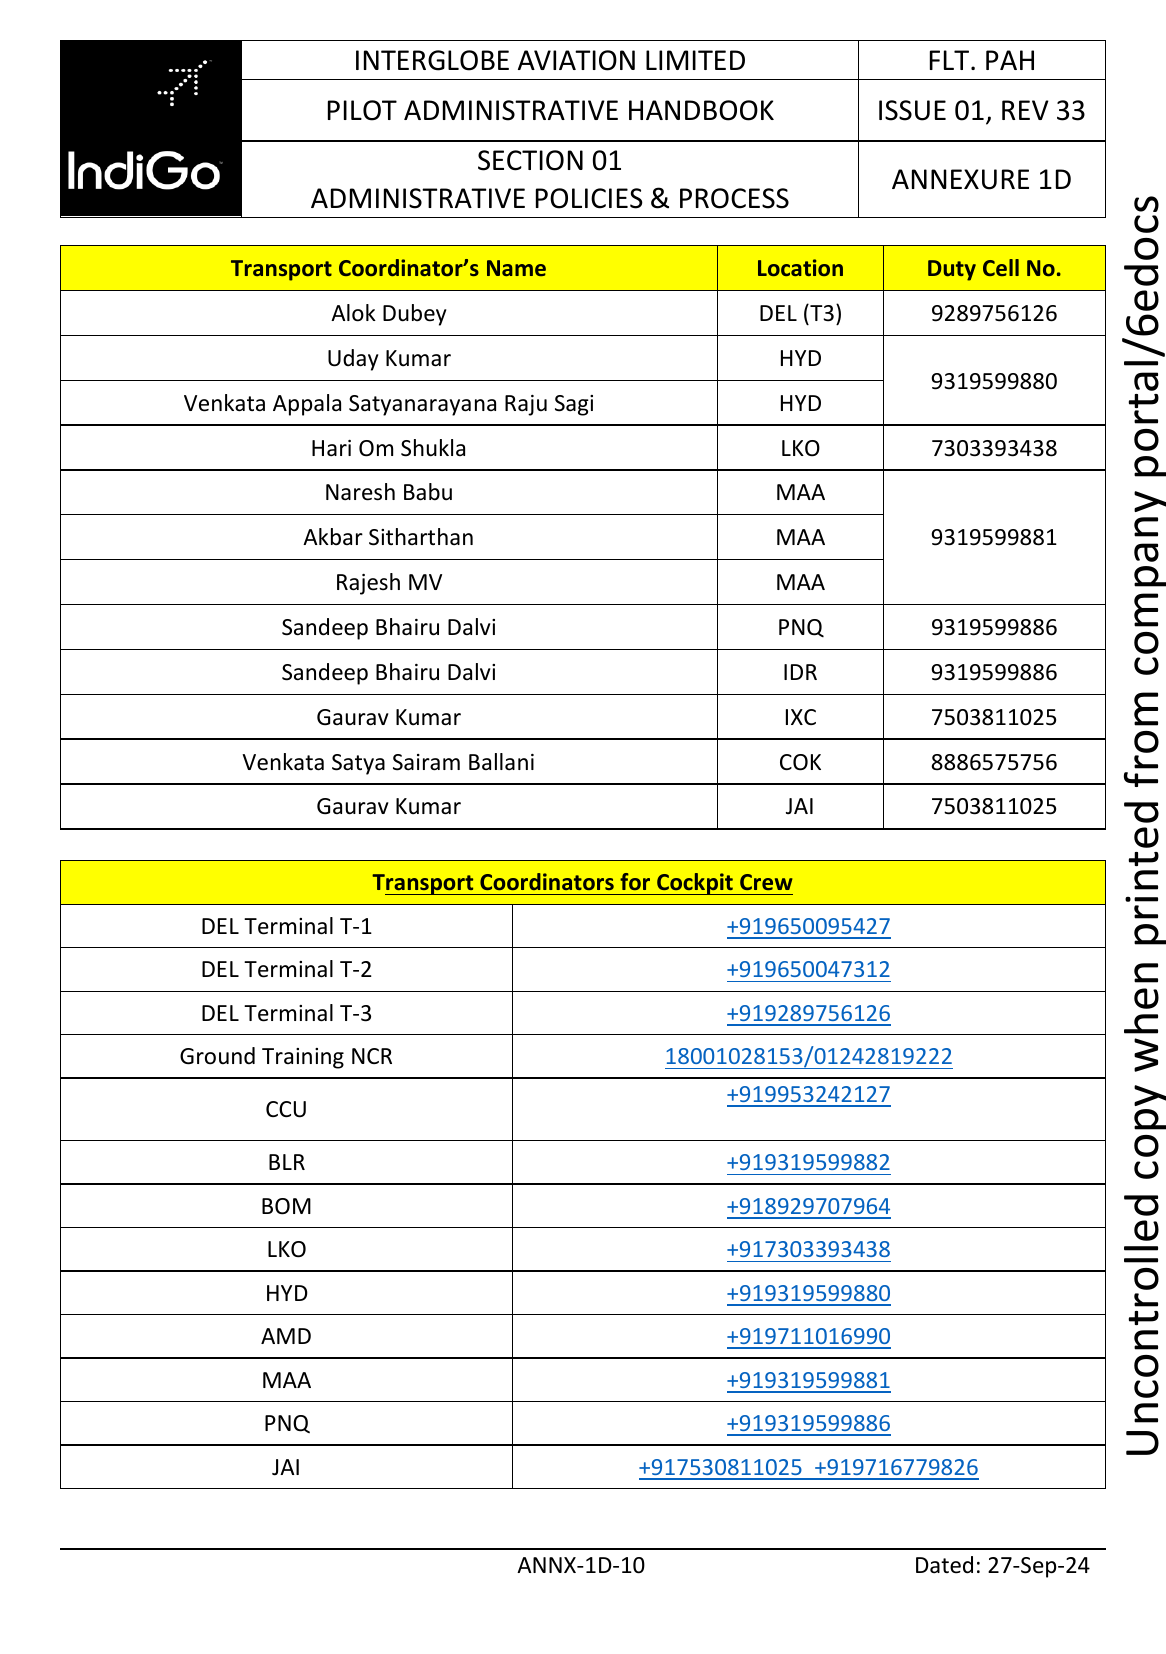 IndiGo
INTERGLOBE AVIATION LIMITED
FLT. PAH
PILOT ADMINISTRATIVE HANDBOOK
ISSUE 01, REV 33
SECTION 01
ADMINISTRATIVE POLICIES & PROCESS
ANNEXURE 1D
Transport Coordinator’s Name Location Duty Cell No.
Alok Dubey DEL (T3) 9289756126
Uday Kumar HYD
9319599880
Venkata Appala Satyanarayana Raju Sagi HYD
Hari Om Shukla LKO 7303393438
Naresh Babu MAA
Akbar Sitharthan MAA 9319599881
Rajesh MV MAA
Sandeep Bhairu Dalvi PNQ 9319599886
Sandeep Bhairu Dalvi IDR 9319599886
Gaurav Kumar IXC 7503811025
Venkata Satya Sairam Ballani COK 8886575756
Gaurav Kumar JAI 7503811025
Transport Coordinators for Cockpit Crew
DEL Terminal T-1 +919650095427
DEL Terminal T-2 +919650047312
DEL Terminal T-3 +919289756126
Ground Training NCR 18001028153/01242819222
CCU +919953242127
BLR +919319599882
BOM +918929707964
LKO +917303393438
HYD +919319599880
AMD +919711016990
MAA +919319599881
PNQ +919319599886
JAI +917530811025 +919716779826
ANNX-1D-10 Dated: 27-Sep-24
Uncontrolled copy when printed from company portal/6edocs